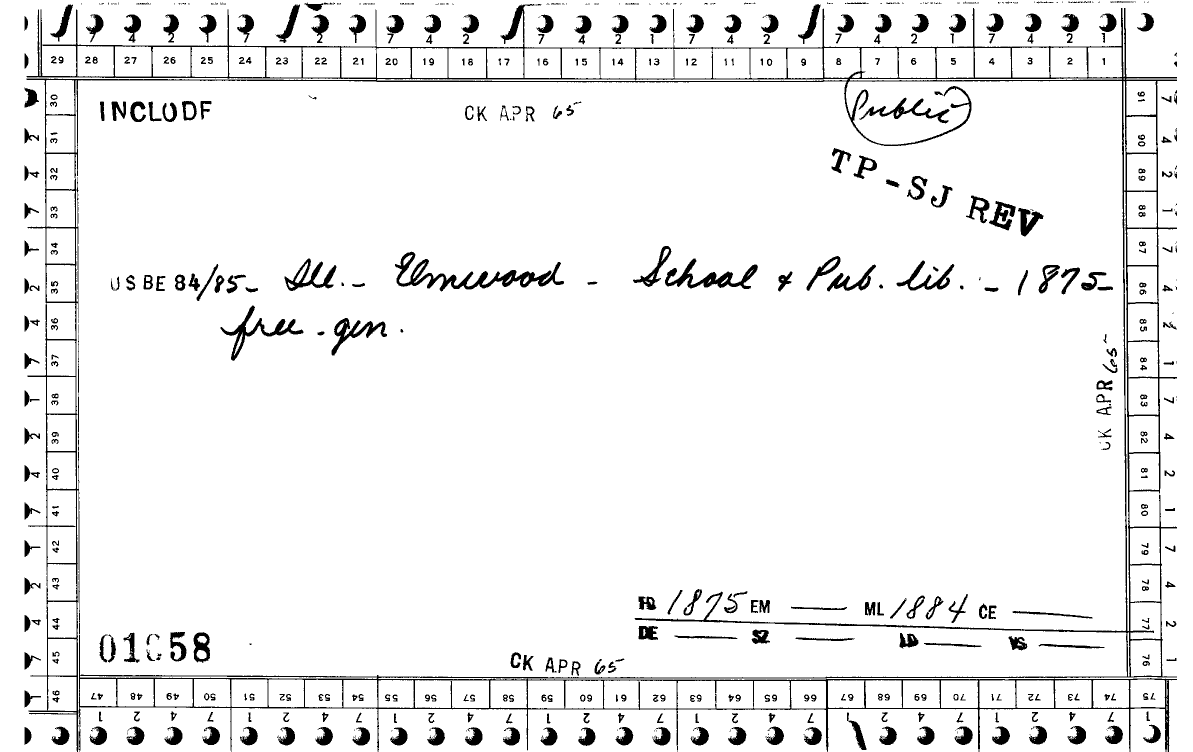 7 4 2 1 7 4 2 1 7 4 2 1 7 4 2 1 7 4 2 1 7 4 2 1
29 28 27 26 25 24 23 22 21 20 19 18 17 16 15 14 13 12 11 10 9 8 7 6 5 4 3 2 1
INCLODF CK APR 65 Public
TP-SJ REV
USBE 84/85- Ill. - Elmwood - School & Pub. lib. - 1875-
free - gen.
CK APR 65
1875 EM ML 1884 CE
DE SZ LD VS
CK APR 65
30 31 32 33 34 35 36 37 38 39 40 41 42 43 44 45 46
91 90 89 88 87 86 85 84 83 82 81 80 79 78 77 76 75
47 48 49 50 51 52 53 54 55 56 57 58 59 60 61 62 63 64 65 66 67 68 69 70 71 72 73 74
1 2 4 7 1 2 4 7 1 2 4 7 1 2 4 7 1 2 4 7 1 2 4 7 1 2 4 7